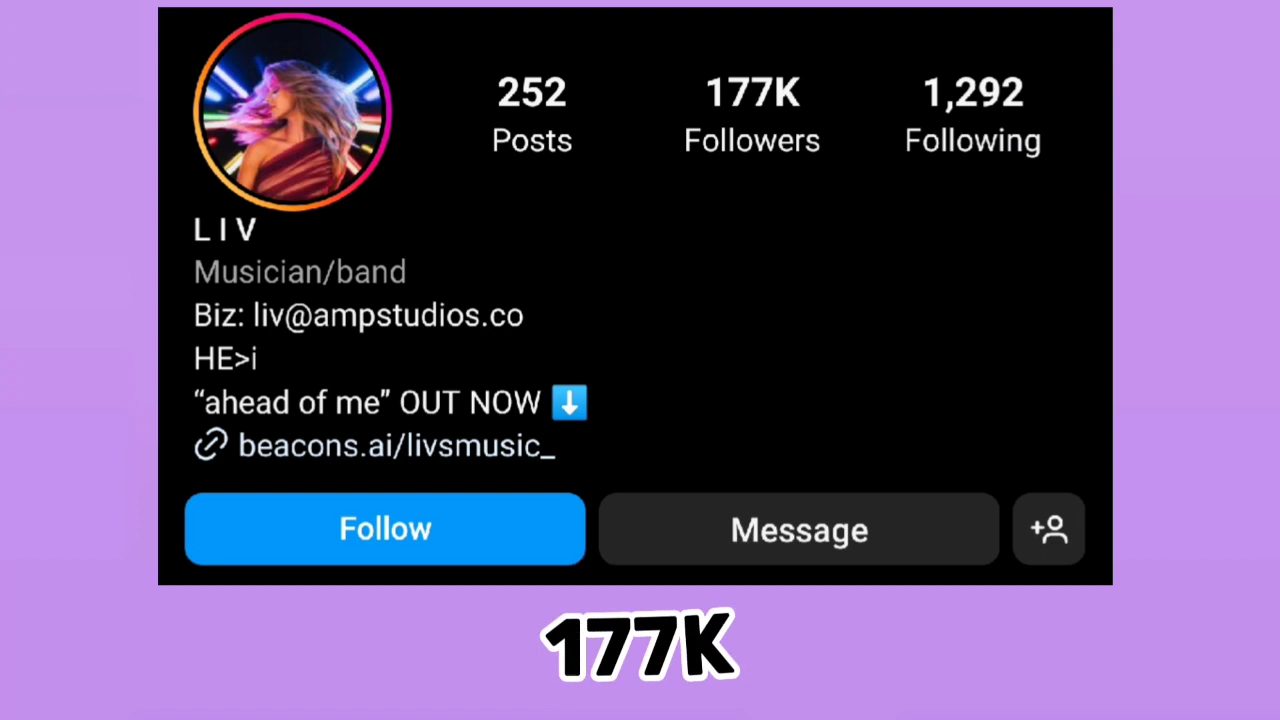 252 177K 1,292
Posts Followers Following
L I V
Musician/band
Biz: liv@ampstudios.co
HE>i
“ahead of me” OUT NOW ⬇️
beacons.ai/livsmusic_
Follow Message
177K